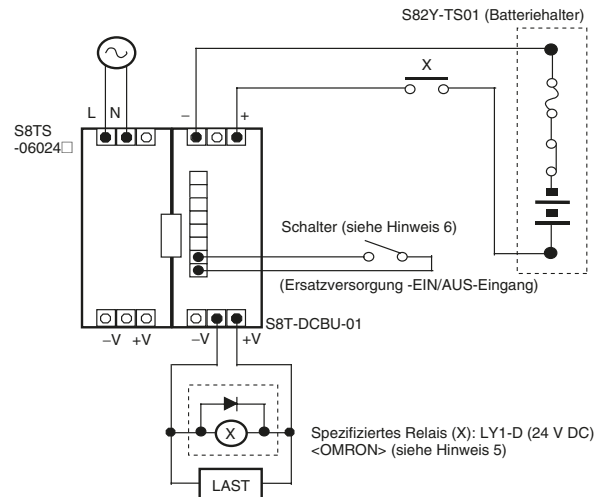 S82Y-TS01 (Batteriehalter)
X
L N
− +
S8TS
-06024□
Schalter (siehe Hinweis 6)
(Ersatzversorgung -EIN/AUS-Eingang)
S8T-DCBU-01
−V +V
−V +V
X
Spezifiziertes Relais (X): LY1-D (24 V DC)
<OMRON> (siehe Hinweis 5)
LAST